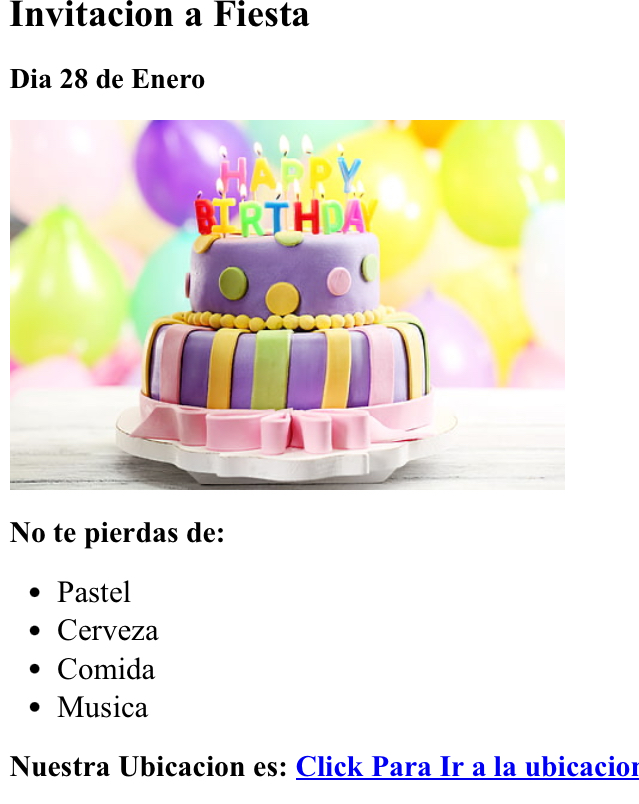 Invitacion a Fiesta
Dia 28 de Enero
HAPPY
BIRTHDAY
No te pierdas de:
Pastel
Cerveza
Comida
Musica
Nuestra Ubicacion es: Click Para Ir a la ubicacion